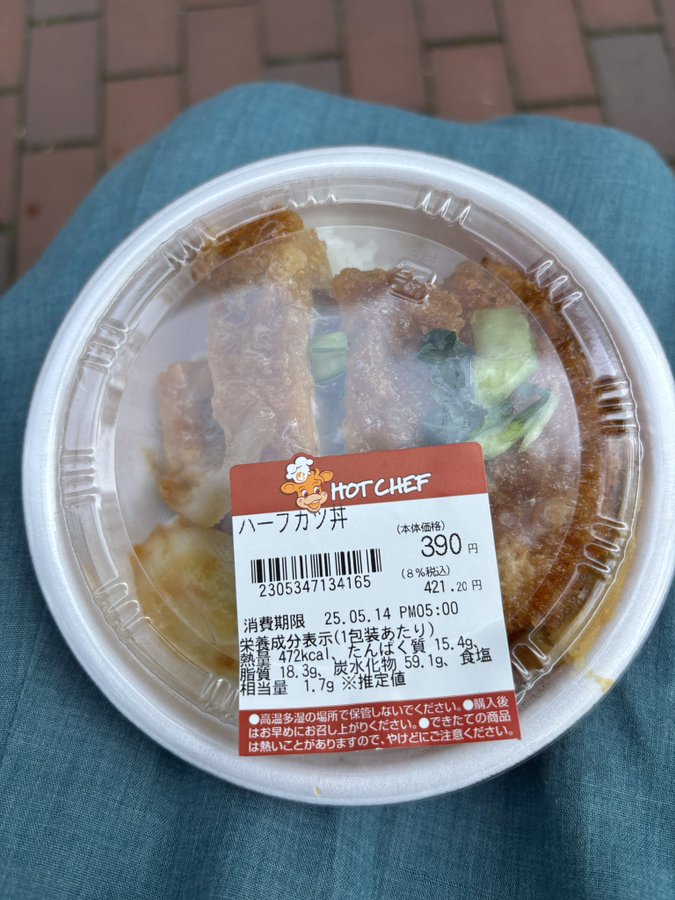 HOT CHEF
ハーフカツ丼
(本体価格)
390 円
(8%税込)
421.20 円
2305347134165
消費期限 25.05.14 PM05:00
栄養成分表示(1包装あたり)
熱量 472kcal、たんぱく質 15.4g、
脂質 18.3g、炭水化物 59.1g、食塩
相当量 1.7g ※推定値
●高温多湿の場所で保管しないでください。●購入後
はお早めにお召し上がりください。●できたての商品
は熱いことがありますので、やけどにご注意ください。